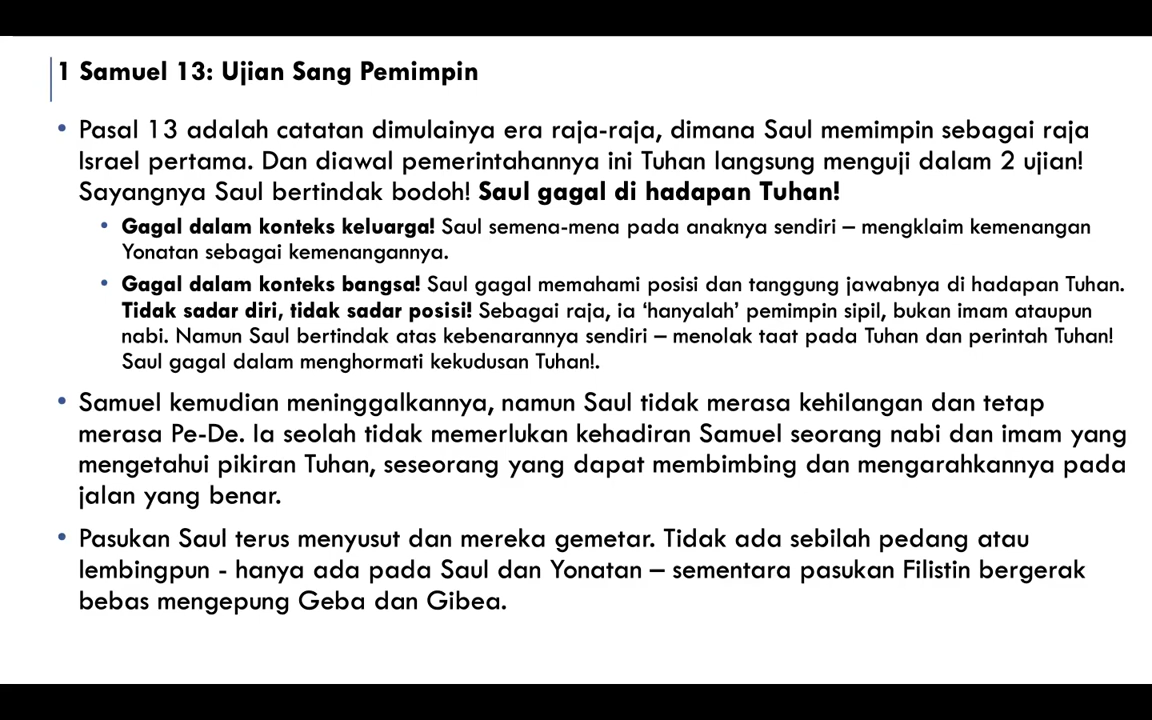 1 Samuel 13: Ujian Sang Pemimpin
• Pasal 13 adalah catatan dimulainya era raja-raja, dimana Saul memimpin sebagai raja
Israel pertama. Dan diawal pemerintahannya ini Tuhan langsung menguji dalam 2 ujian!
Sayangnya Saul bertindak bodoh! Saul gagal di hadapan Tuhan!
• Gagal dalam konteks keluarga! Saul semena-mena pada anaknya sendiri – mengklaim kemenangan
Yonatan sebagai kemenangannya.
• Gagal dalam konteks bangsa! Saul gagal memahami posisi dan tanggung jawabnya di hadapan Tuhan.
Tidak sadar diri, tidak sadar posisi! Sebagai raja, ia ‘hanyalah’ pemimpin sipil, bukan imam ataupun
nabi. Namun Saul bertindak atas kebenarannya sendiri – menolak taat pada Tuhan dan perintah Tuhan!
Saul gagal dalam menghormati kekudusan Tuhan!.
• Samuel kemudian meninggalkannya, namun Saul tidak merasa kehilangan dan tetap
merasa Pe-De. Ia seolah tidak memerlukan kehadiran Samuel seorang nabi dan imam yang
mengetahui pikiran Tuhan, seseorang yang dapat membimbing dan mengarahkannya pada
jalan yang benar.
• Pasukan Saul terus menyusut dan mereka gemetar. Tidak ada sebilah pedang atau
lembingpun - hanya ada pada Saul dan Yonatan – sementara pasukan Filistin bergerak
bebas mengepung Geba dan Gibea.